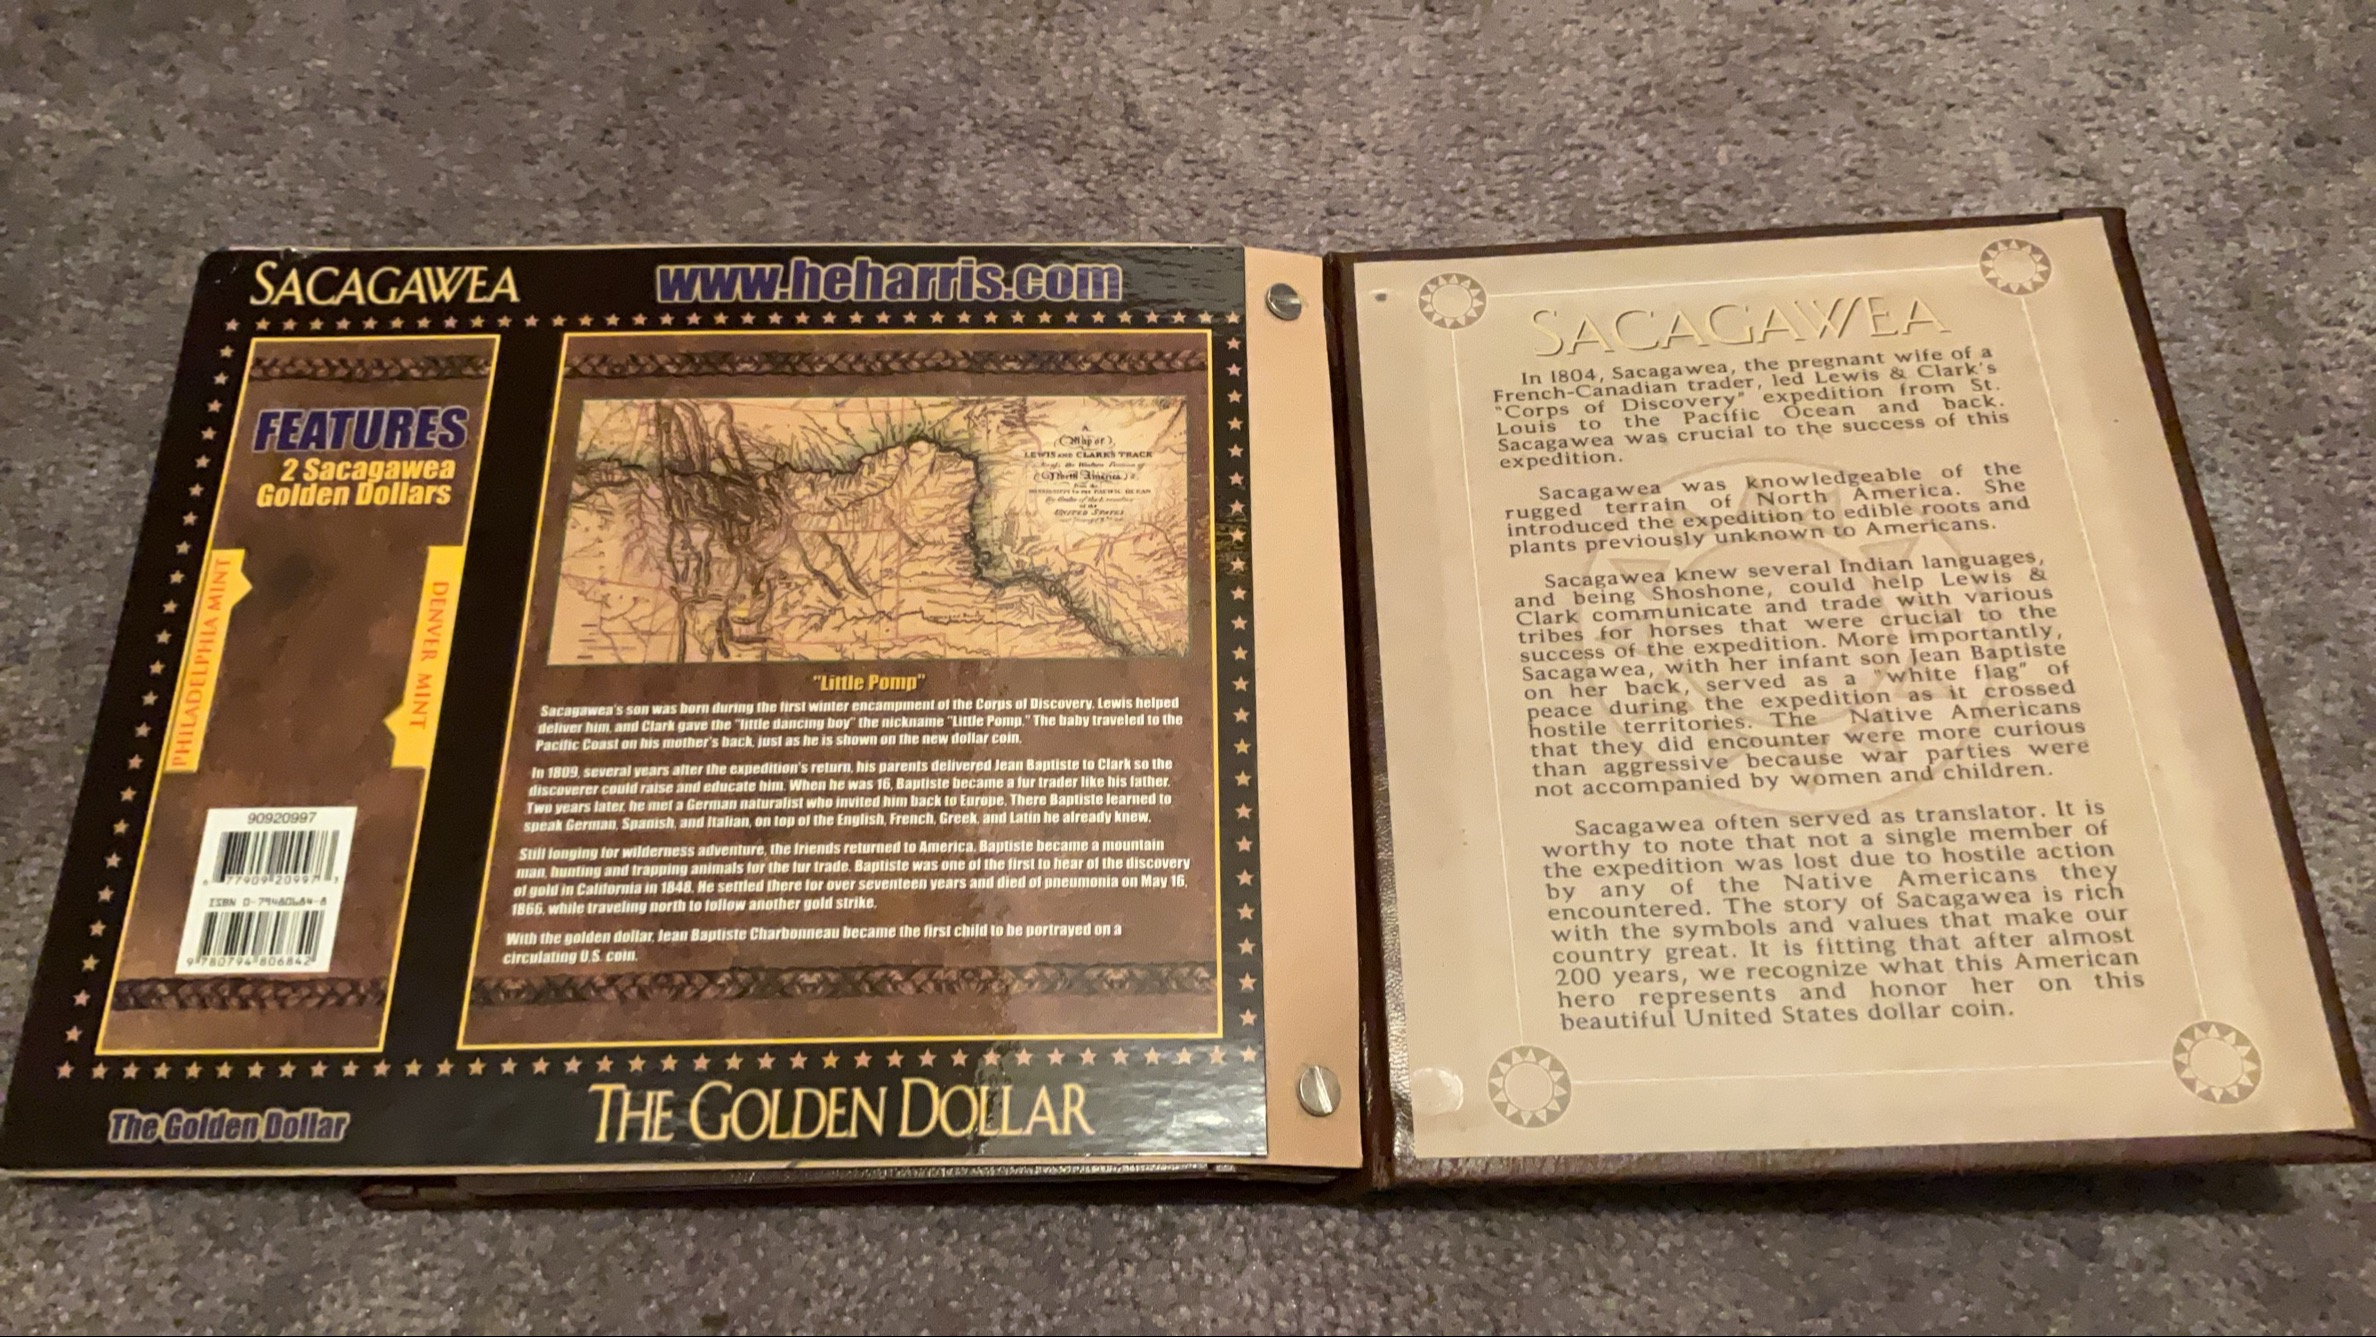 SACAGAWEA
www.heharris.com
FEATURES
2 Sacagawea
Golden Dollars
PHILADELPHIA MINT
DENVER MINT
90920997
6 77909 20997 3
ISBN 0-79480684-8
9 780794 806842
The Golden Dollar
A
Map of
LEWIS AND CLARK'S TRACK
North America
UNITED STATES
"Little Pomp"
Sacagawea's son was born during the first winter encampment of the Corps of Discovery. Lewis helped
deliver him, and Clark gave the "little dancing boy" the nickname "Little Pomp." The baby traveled to the
Pacific Coast on his mother's back, just as he is shown on the new dollar coin.
In 1809, several years after the expedition's return, his parents delivered Jean Baptiste to Clark so the
discoverer could raise and educate him. When he was 16, Baptiste became a fur trader like his father.
Two years later, he met a German naturalist who invited him back to Europe. There Baptiste learned to
speak German, Spanish, and Italian, on top of the English, French, Greek, and Latin he already knew.
Still longing for wilderness adventure, the friends returned to America. Baptiste became a mountain
man, hunting and trapping animals for the fur trade. Baptiste was one of the first to hear of the discovery
of gold in California in 1848. He settled there for over seventeen years and died of pneumonia on May 16,
1866, while traveling north to follow another gold strike.
With the golden dollar, Jean Baptiste Charbonneau became the first child to be portrayed on a
circulating U.S. coin.
THE GOLDEN DOLLAR
SACAGAWEA
In 1804, Sacagawea, the pregnant wife of a
French-Canadian trader, led Lewis & Clark's
"Corps of Discovery" expedition from St.
Louis to the Pacific Ocean and back.
Sacagawea was crucial to the success of this
expedition.
Sacagawea was knowledgeable of the
rugged terrain of North America. She
introduced the expedition to edible roots and
plants previously unknown to Americans.
Sacagawea knew several Indian languages,
and being Shoshone, could help Lewis &
Clark communicate and trade with various
tribes for horses that were crucial to the
success of the expedition. More importantly,
Sacagawea, with her infant son Jean Baptiste
on her back, served as a "white flag" of
peace during the expedition as it crossed
hostile territories. The Native Americans
that they did encounter were more curious
than aggressive because war parties were
not accompanied by women and children.
Sacagawea often served as translator. It is
worthy to note that not a single member of
the expedition was lost due to hostile action
by any of the Native Americans they
encountered. The story of Sacagawea is rich
with the symbols and values that make our
country great. It is fitting that after almost
200 years, we recognize what this American
hero represents and honor her on this
beautiful United States dollar coin.